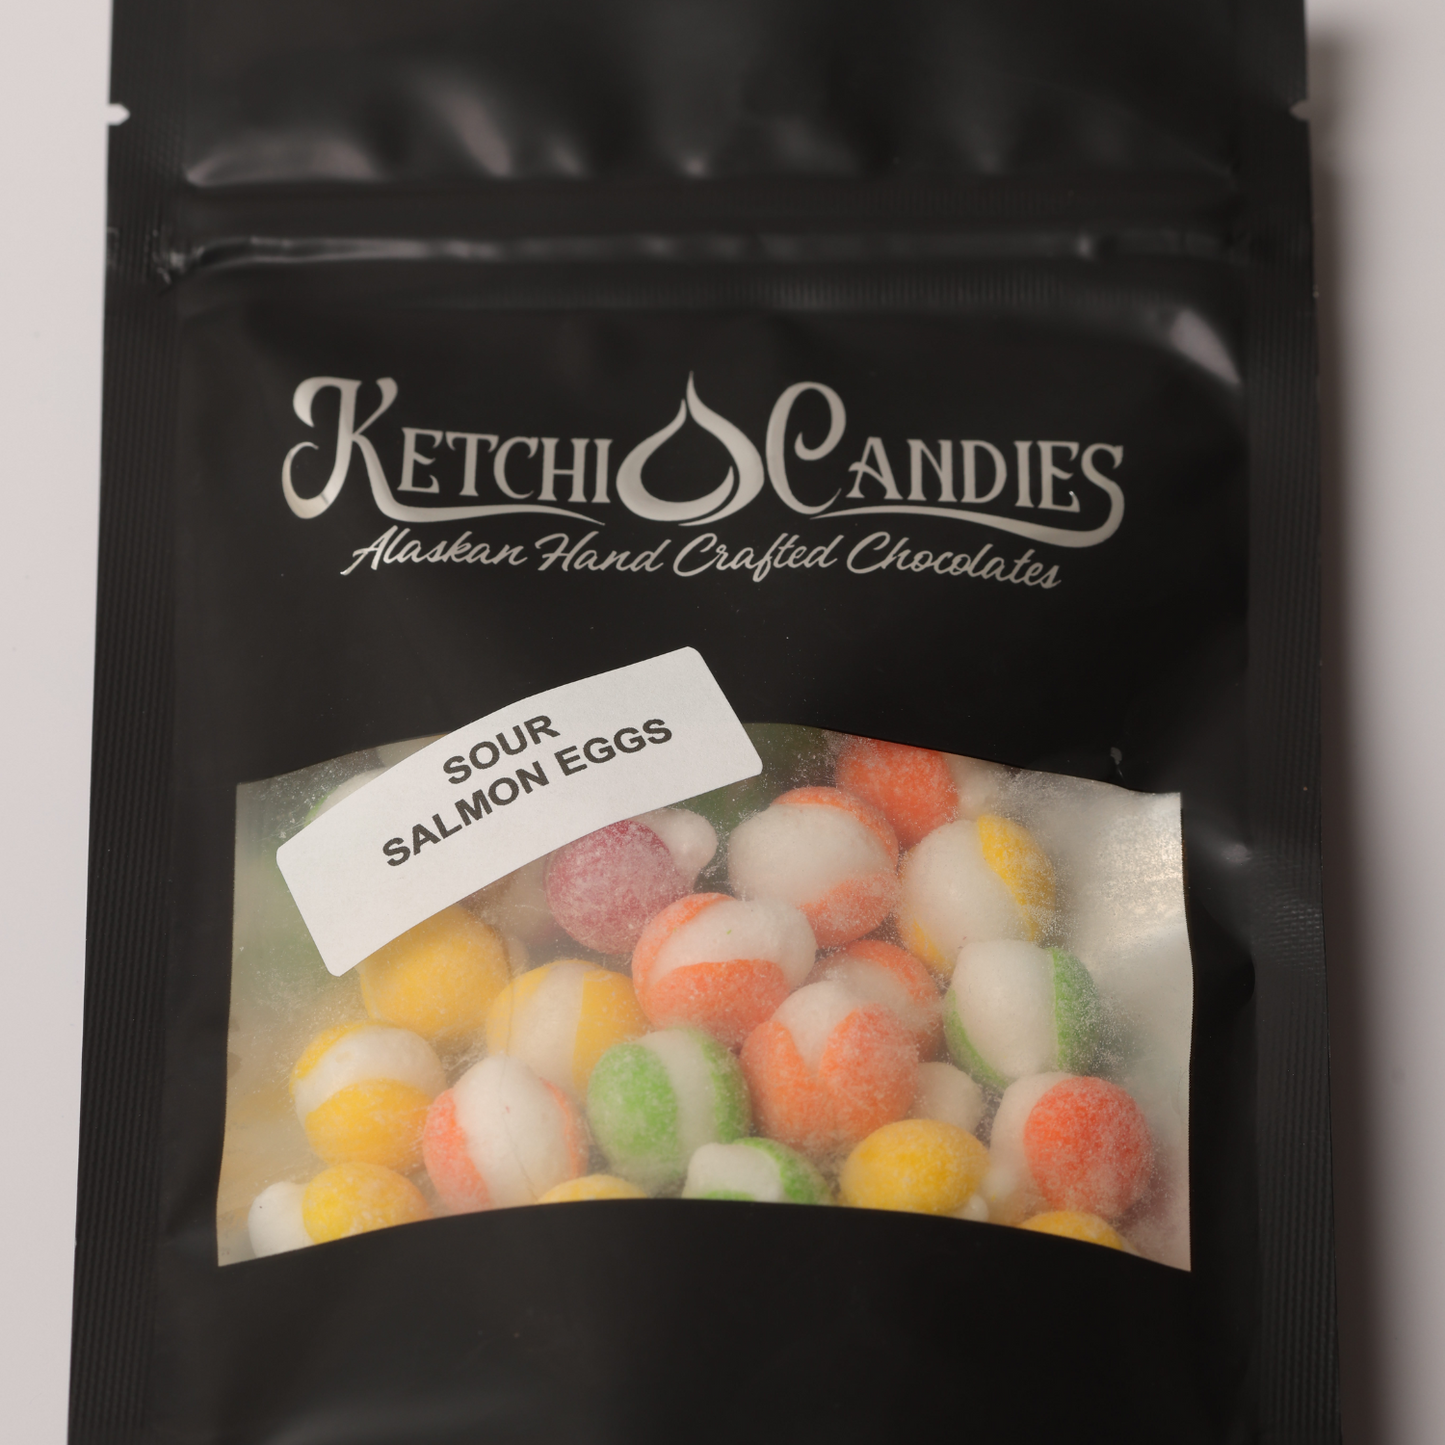 KETCHI CANDIES
Alaskan Hand Crafted Chocolates
SOUR
SALMON EGGS